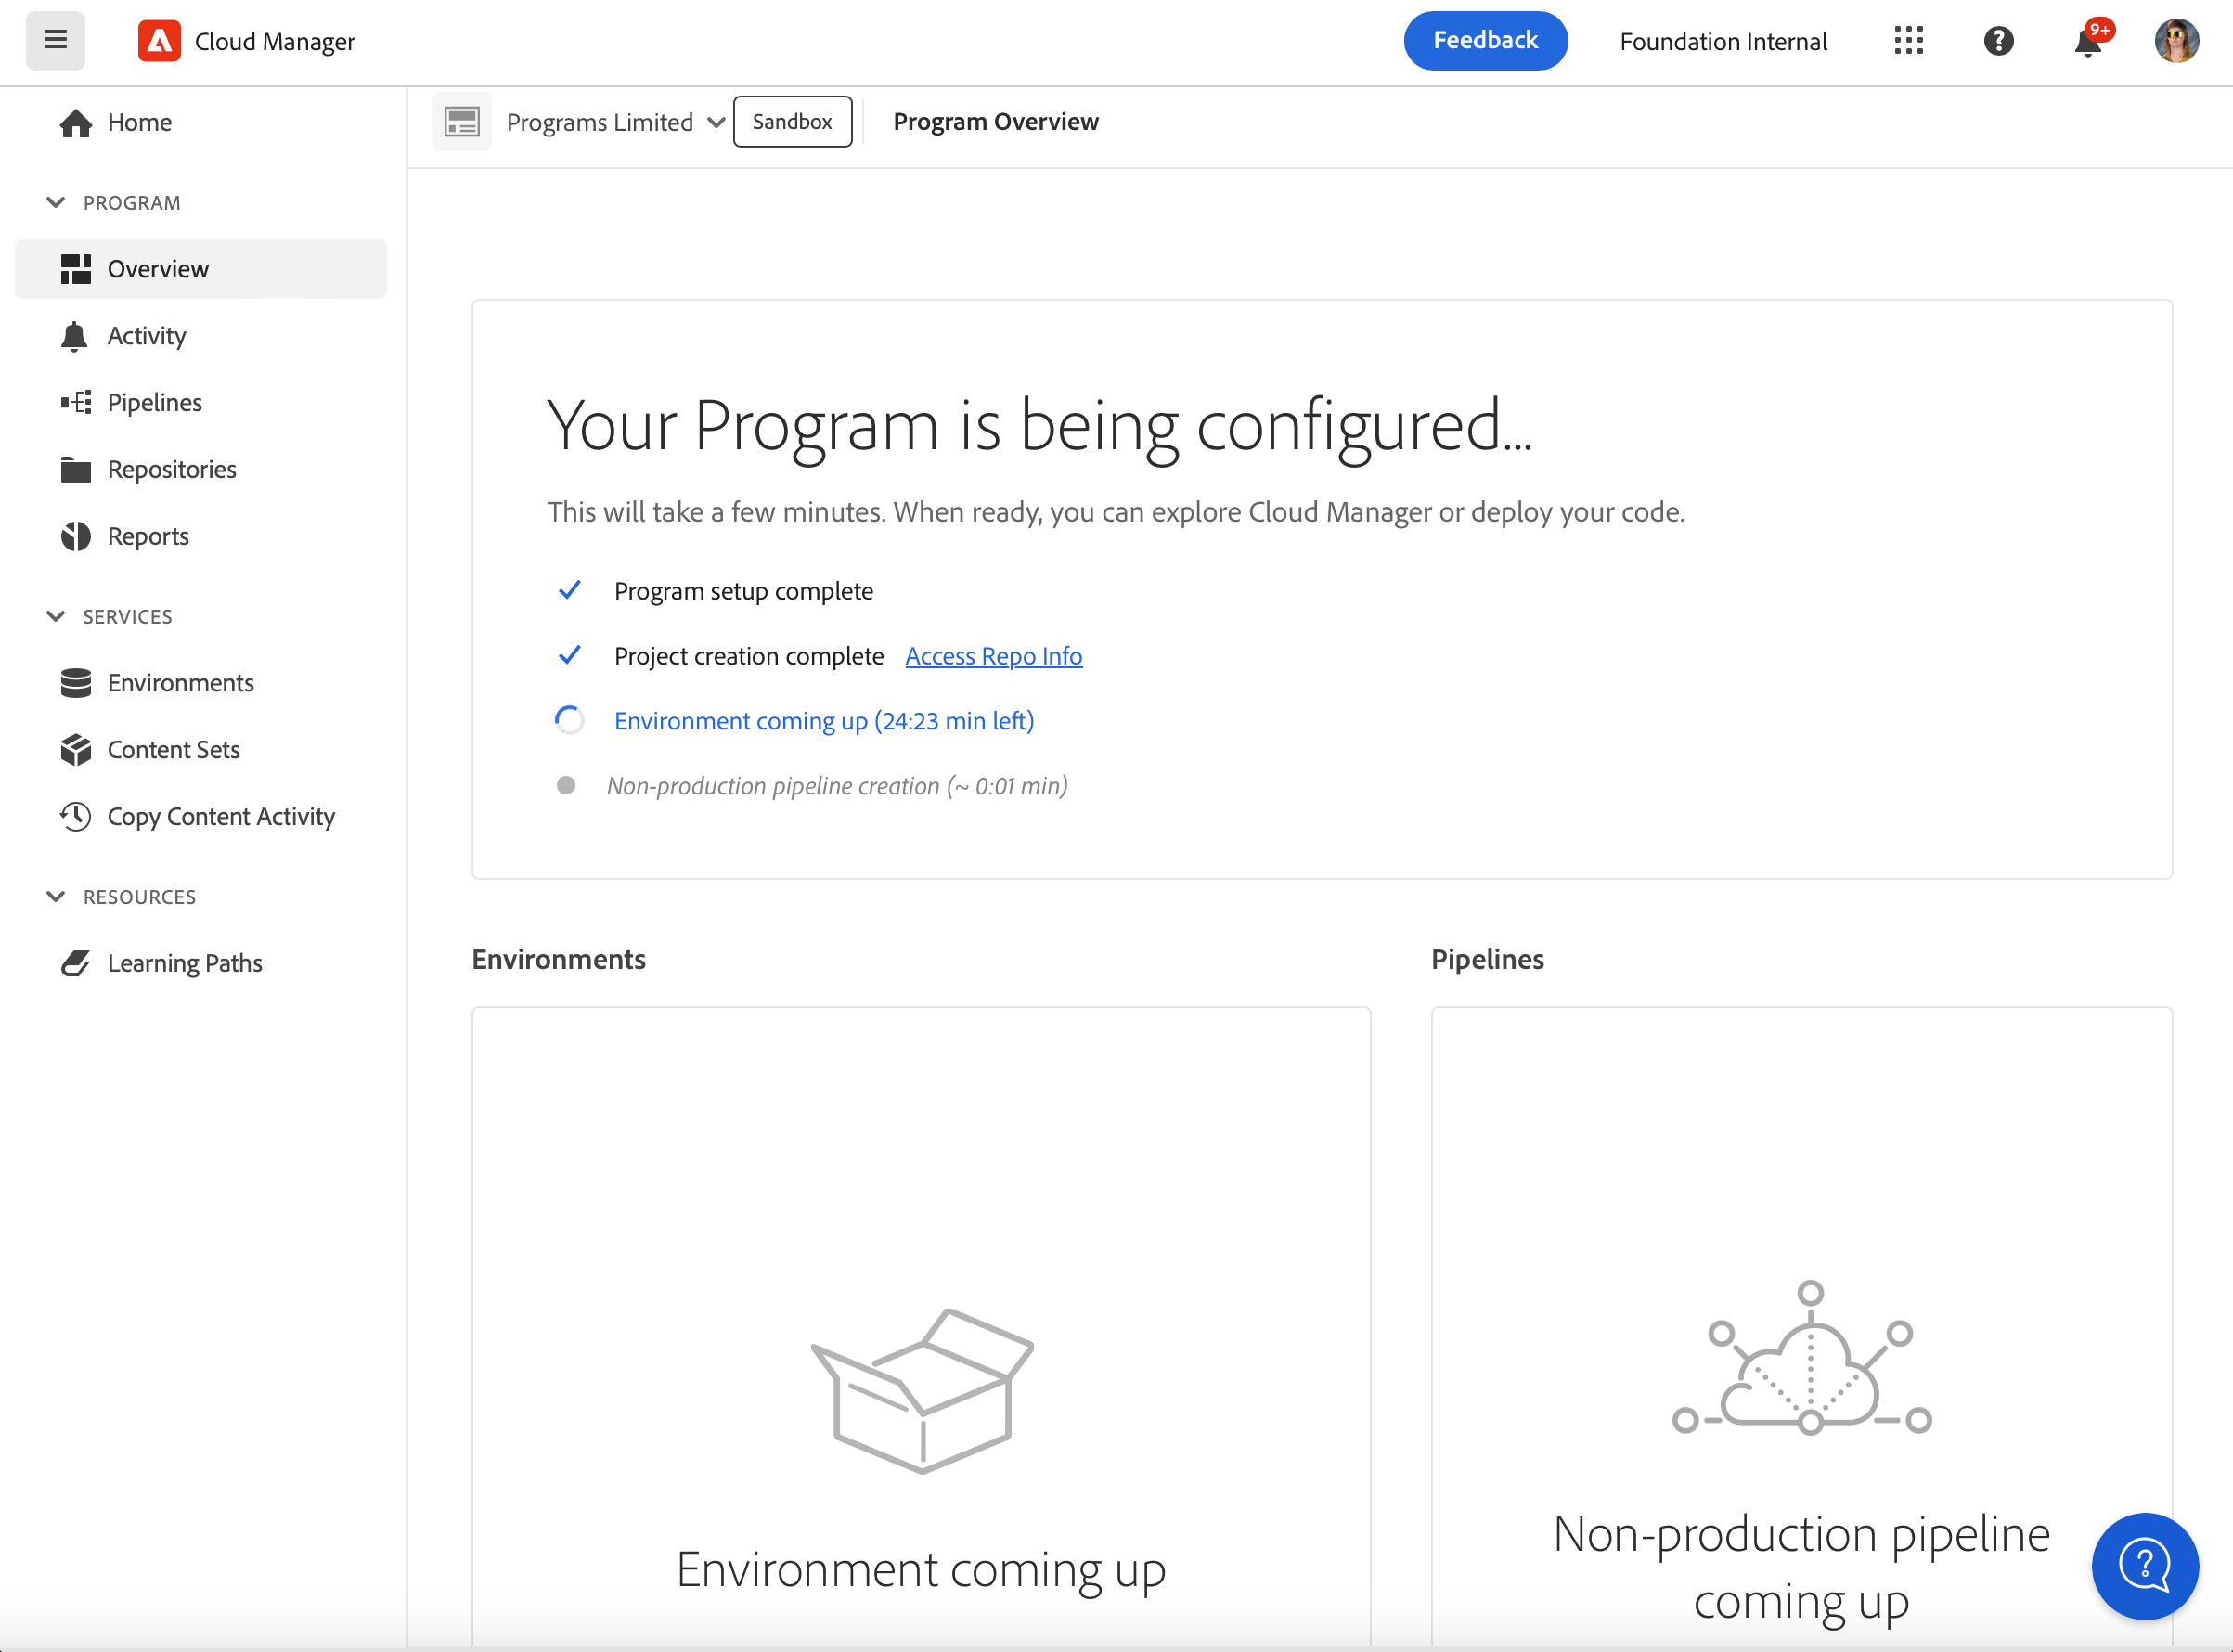 Cloud Manager
Feedback
Foundation Internal
9+
Home
PROGRAM
Overview
Activity
Pipelines
Repositories
Reports
SERVICES
Environments
Content Sets
Copy Content Activity
RESOURCES
Learning Paths
Programs Limited
Sandbox
Program Overview
Your Program is being configured...
This will take a few minutes. When ready, you can explore Cloud Manager or deploy your code.
Program setup complete
Project creation complete Access Repo Info
Environment coming up (24:23 min left)
Non-production pipeline creation (~ 0:01 min)
Environments
Environment coming up
Pipelines
Non-production pipeline
coming up